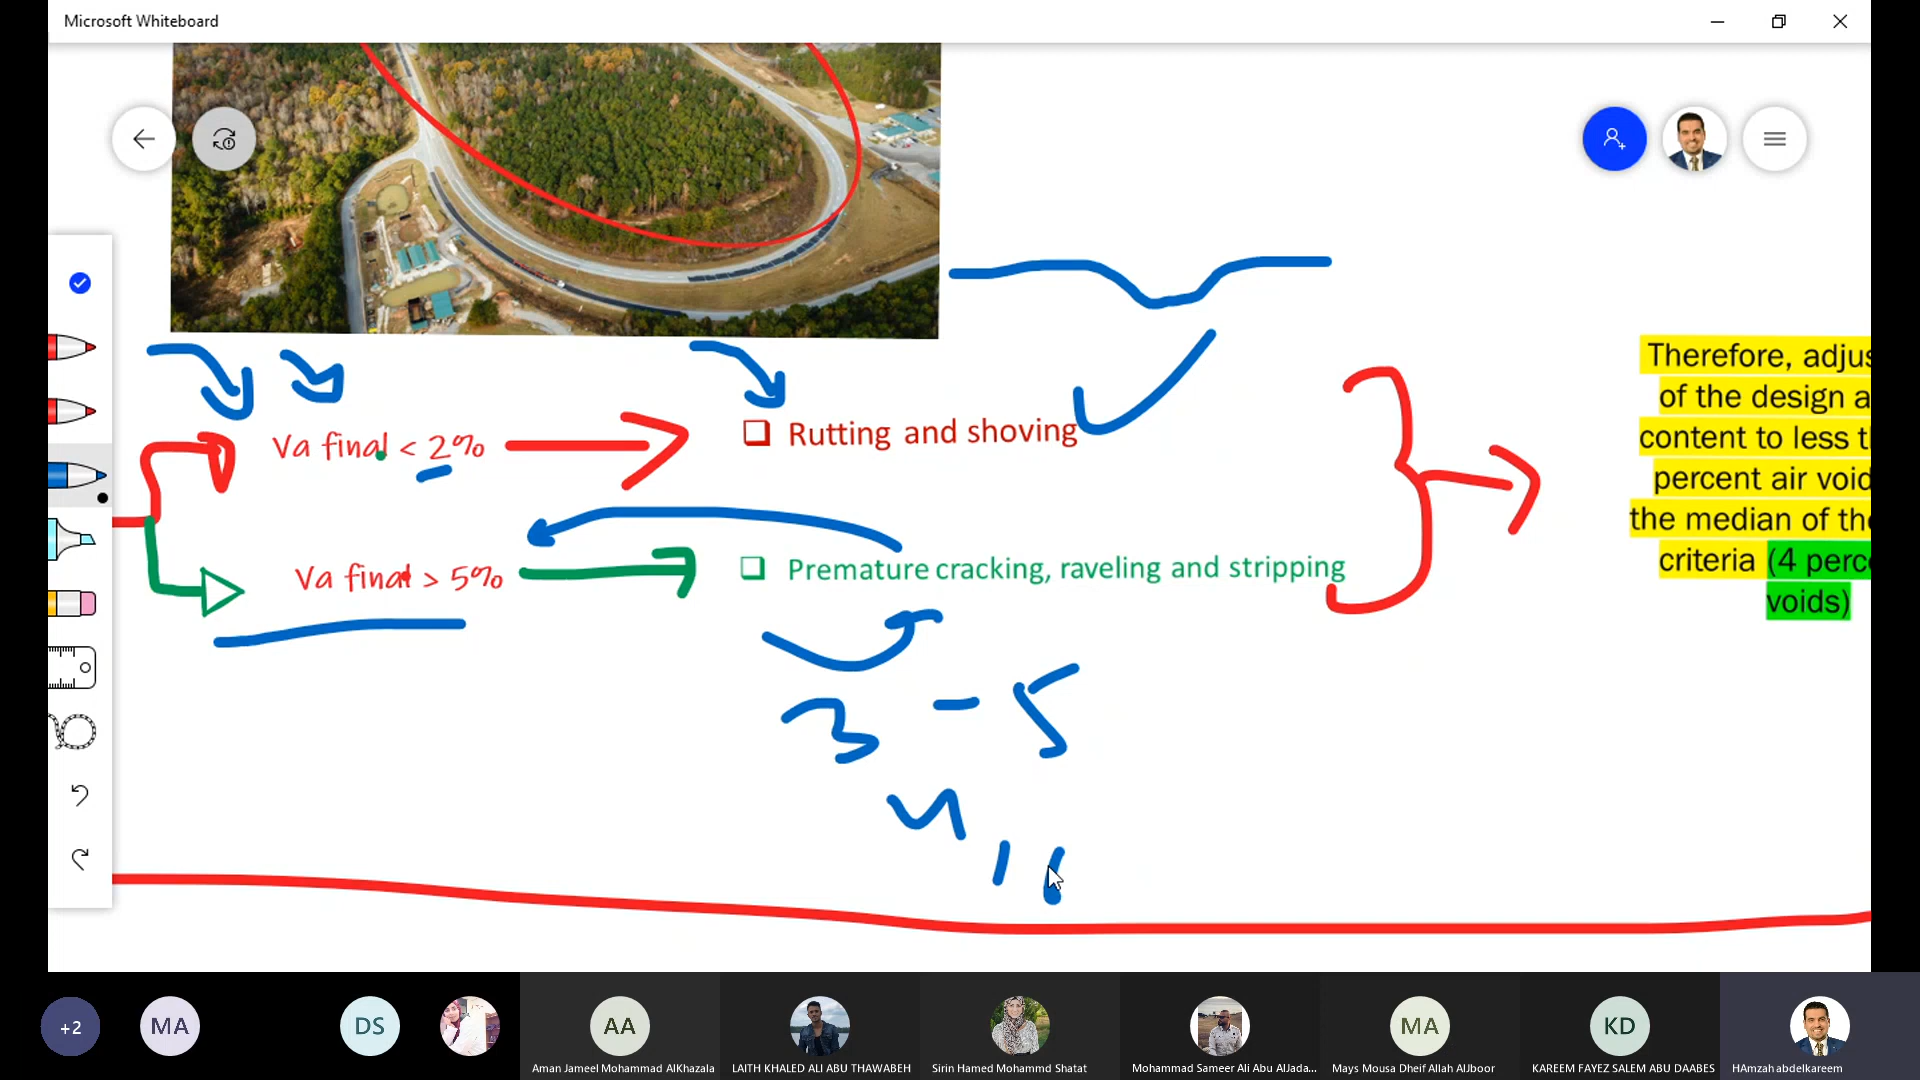 Microsoft Whiteboard
Va final < 2%
Rutting and shoving
Va final > 5%
Premature cracking, raveling and stripping
Therefore, adjus
of the design a
content to less t
percent air void
the median of the
criteria (4 perce
voids)
3 - 5
4
+2
MA
DS
AA
MA
KD
Aman Jameel Mohammad AlKhazala
LAITH KHALED ALI ABU THAWABEH
Sirin Hamed Mohammd Shatat
Mohammad Sameer Ali Abu AlJada...
Mays Mousa Dheif Allah AlJboor
KAREEM FAYEZ SALEM ABU DAABES
HAmzah abdelkareem